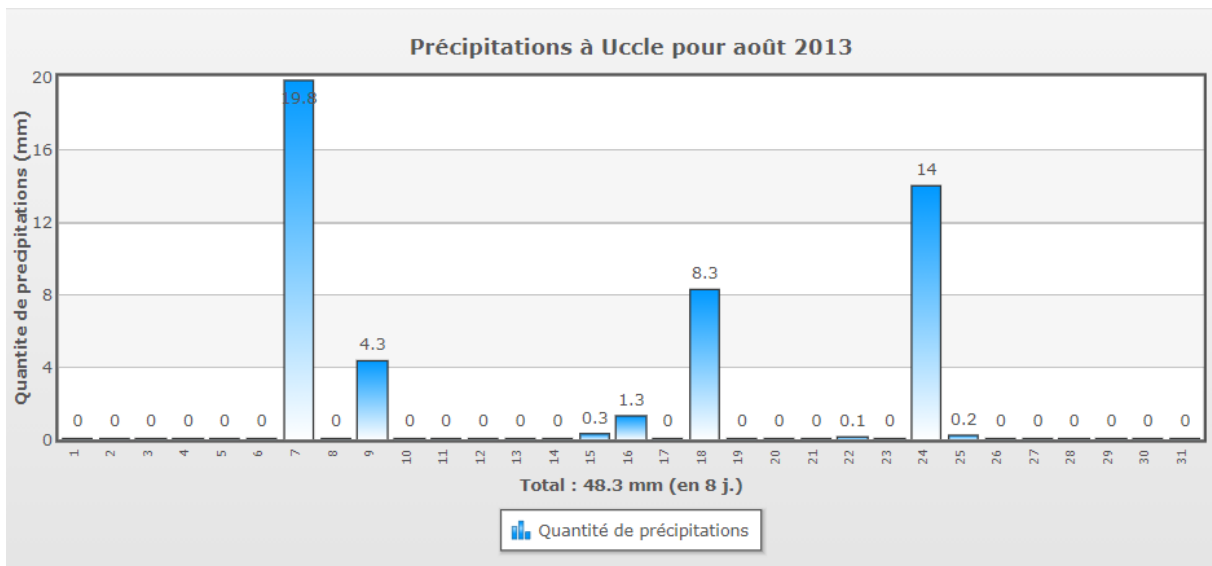 Précipitations à Uccle pour août 2013
Quantite de precipitations (mm)
20
16
12
8
4
0
0 0 0 0 0 0 19.8 0 4.3 0 0 0 0 0 0.3 1.3 0 8.3 0 0 0 0.1 0 14 0.2 0 0 0 0 0 0
1 2 3 4 5 6 7 8 9 10 11 12 13 14 15 16 17 18 19 20 21 22 23 24 25 26 27 28 29 30 31
Total : 48.3 mm (en 8 j.)
Quantité de précipitations